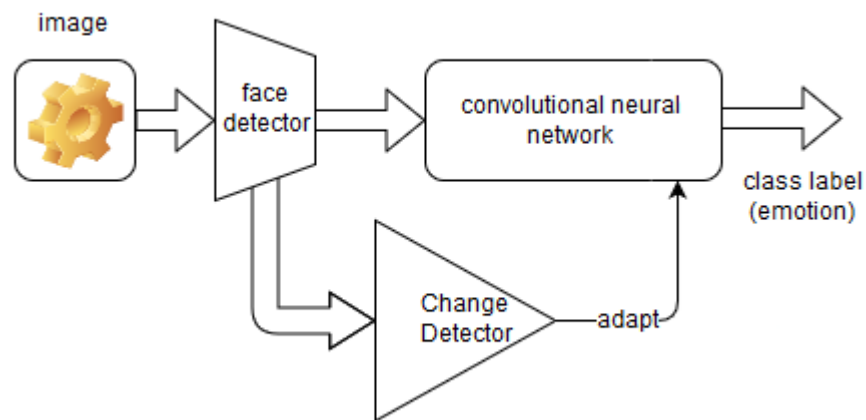 image
face
detector
convolutional neural
network
class label
(emotion)
Change
Detector
adapt